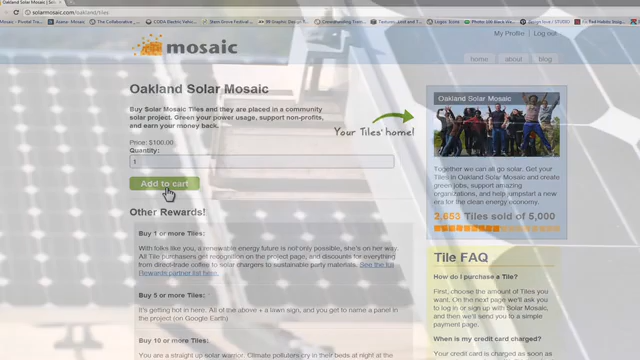 Oakland Solar Mosaic | Sola
solarmosaic.com/oakland/tiles
My Profile | Log out
mosaic
home about blog
Oakland Solar Mosaic
Buy Solar Mosaic Tiles and they are placed in a community
solar project. Green your power usage, support non-profits,
and earn your money back.
Your Tiles' home!
Price: $100.00
Quantity:
1
Add to cart
Other Rewards!
Buy 1 or more Tiles:
With folks like you, a renewable energy future is not only possible, she's on her way.
All Tile purchasers get recognition on the project page, and discounts for everything
from direct-trade coffee to solar chargers to sustainable party materials. See the full
Rewards partner list here.
Buy 5 or more Tiles:
It's getting hot in here. All of the above + a lawn sign, and you get to name a panel in
the project (on Google Earth)
Buy 10 or more Tiles:
You are a straight up solar warrior. Climate polluters cry in their beds at night at the
Oakland Solar Mosaic
Together we can all go solar. Get your
Tiles in Oakland Solar Mosaic and create
green jobs, support amazing
organizations, and help jumpstart a new
era for the clean energy economy.
2,653 Tiles sold of 5,000
Tile FAQ
How do I purchase a Tile?
First, choose the amount of Tiles you
want. On the next page we'll ask you
to log in or sign up with Solar Mosaic,
and then we'll send you to a simple
payment page.
When is my credit card charged?
Your credit card is charged as soon as